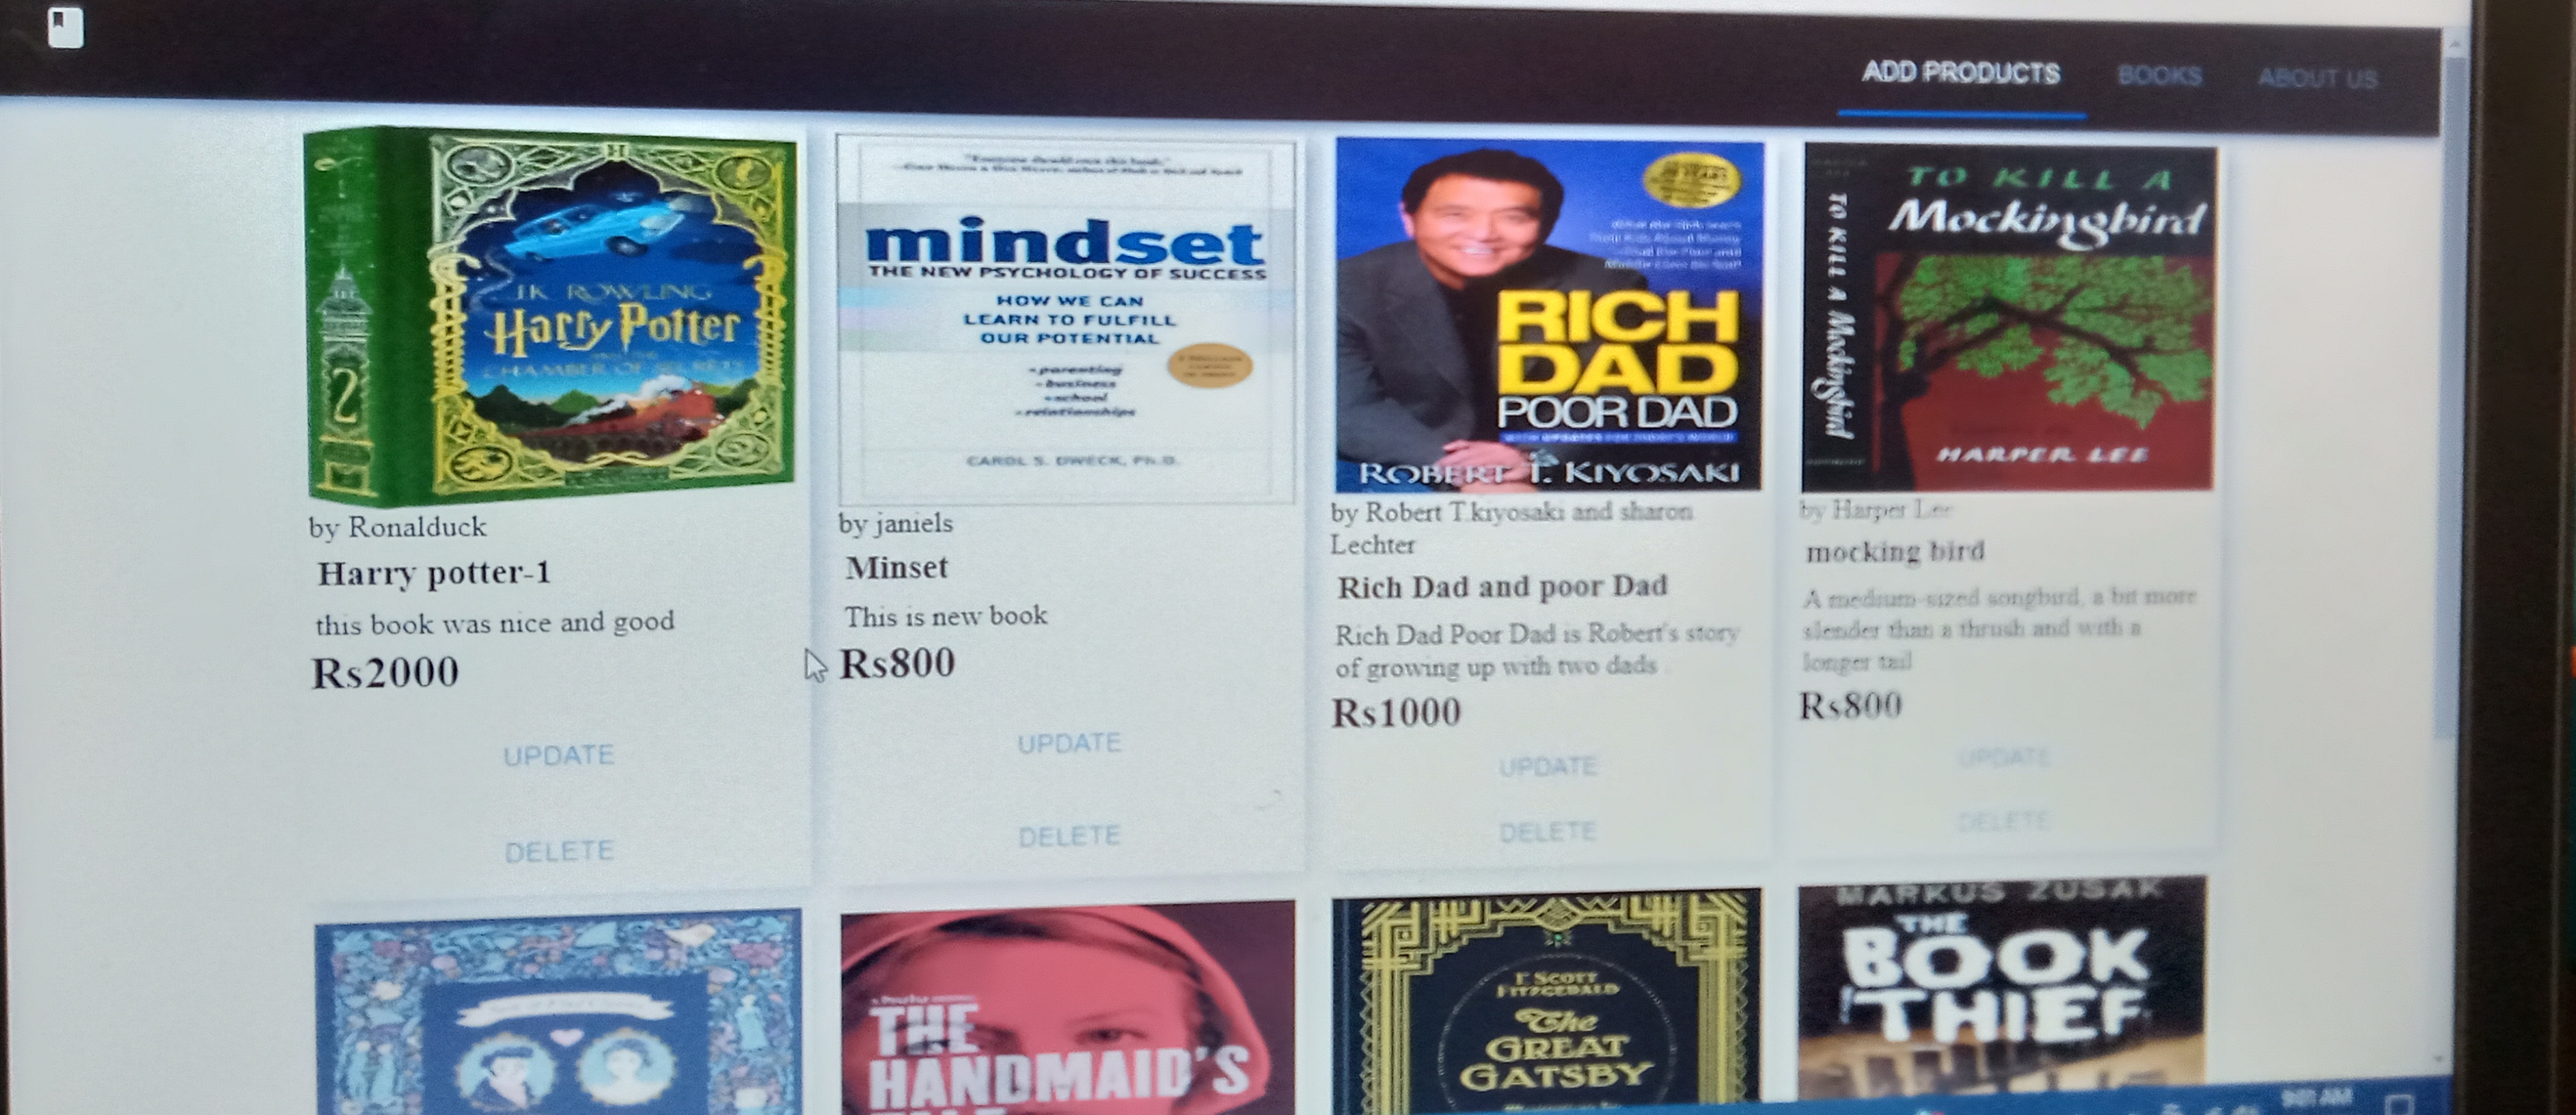 ADD PRODUCTS
BOOKS
ABOUT US
2
J.K. ROWLING
Harry Potter
AND THE
CHAMBER OF SECRETS
by Ronalduck
Harry potter-1
this book was nice and good
Rs2000
UPDATE
DELETE
mindset
THE NEW PSYCHOLOGY OF SUCCESS
HOW WE CAN
LEARN TO FULFILL
OUR POTENTIAL
•parenting
•business
•school
•relationships
CAROL S. DWECK, Ph.D.
by janiels
Minset
This is new book
Rs800
UPDATE
DELETE
RICH
DAD
POOR DAD
ROBERT T. KIYOSAKI
by Robert T.kiyosaki and sharon
Lechter
Rich Dad and poor Dad
Rich Dad Poor Dad is Robert's story
of growing up with two dads
Rs1000
UPDATE
DELETE
TO KILL A Mockingbird
TO KILL A
Mockingbird
HARPER LEE
by Harper Lee
mocking bird
A medium-sized songbird, a bit more
slender than a thrush and with a
longer tail
Rs800
UPDATE
DELETE
THE
HANDMAID'S
F. SCOTT
FITZGERALD
The
GREAT
GATSBY
MARKUS ZUSAK
THE
BOOK
THIEF